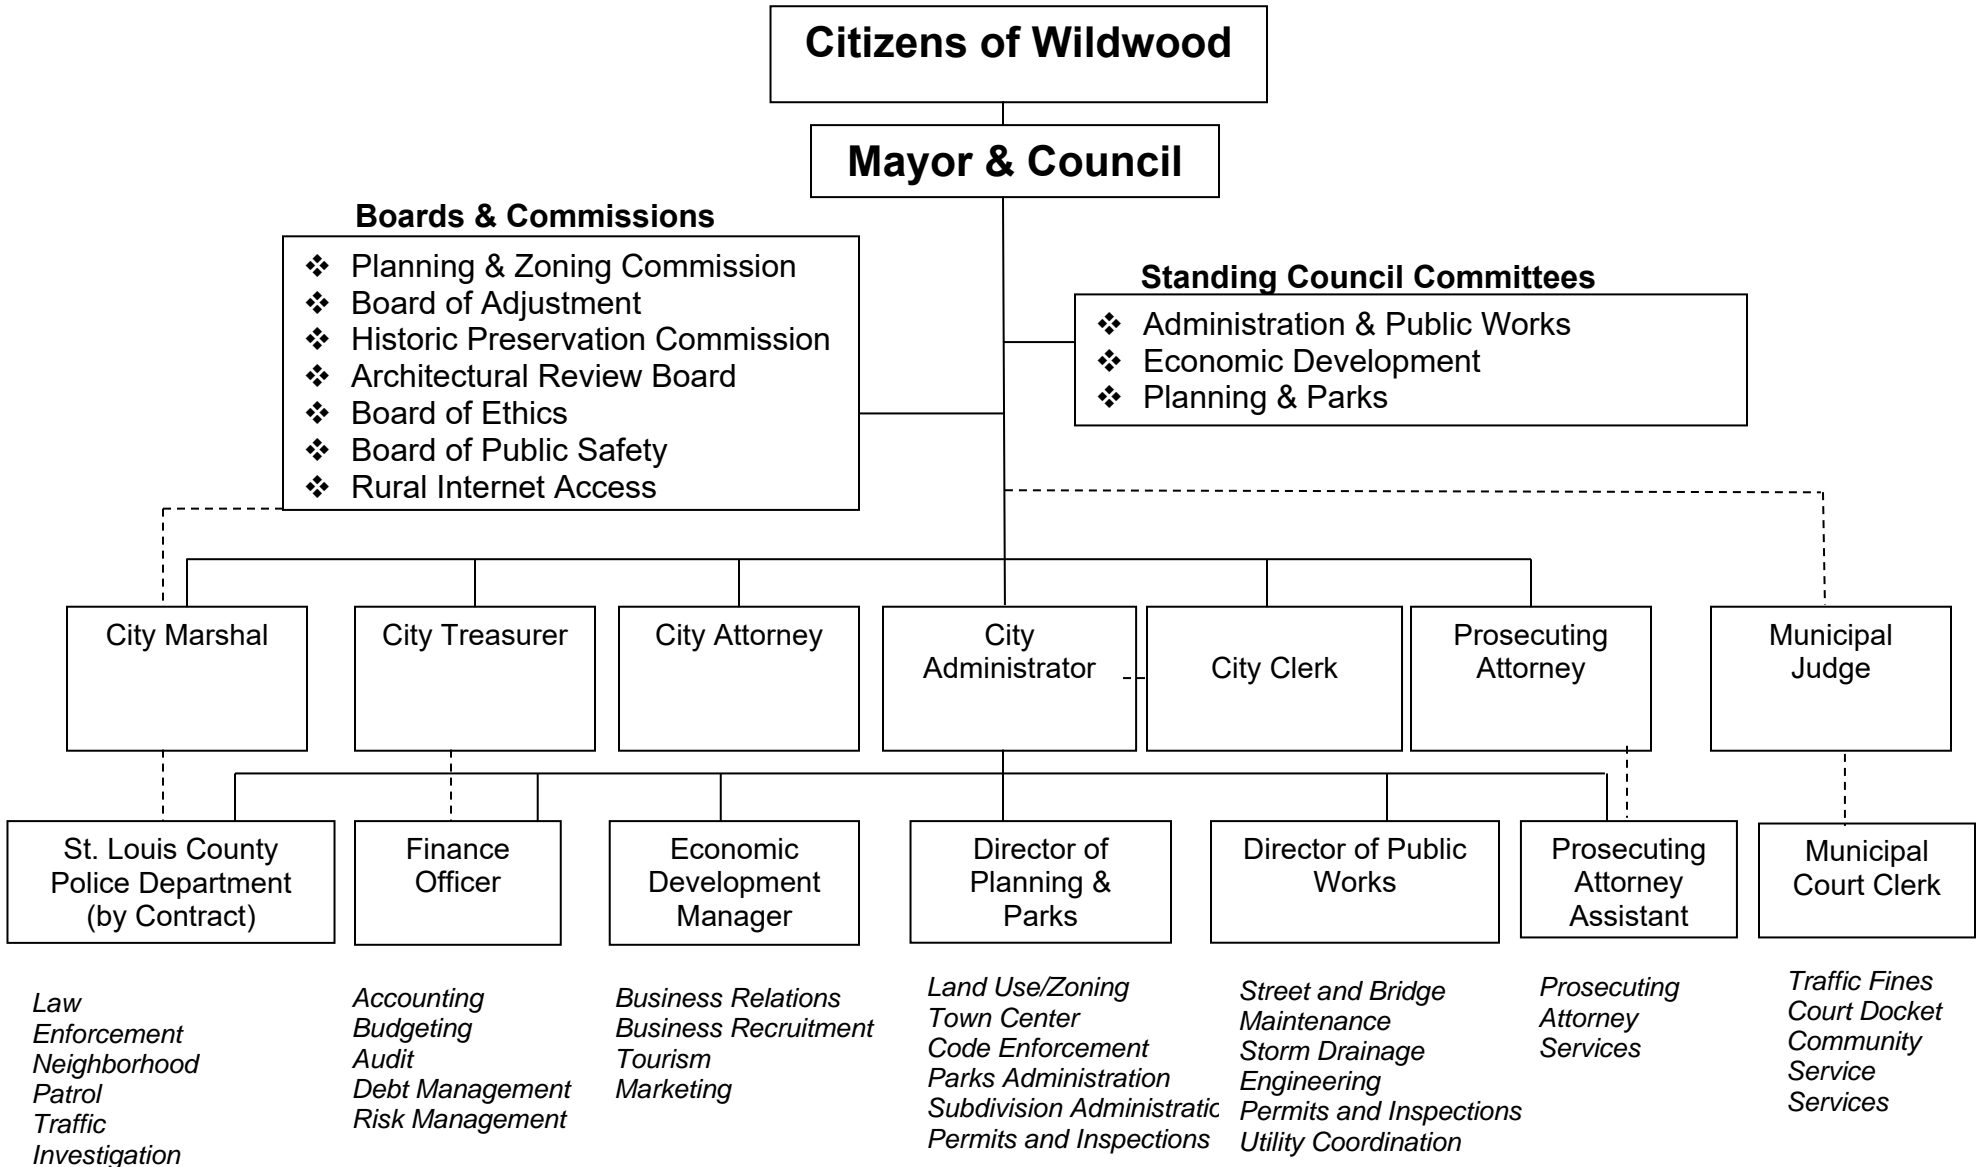 Citizens of Wildwood
Mayor & Council
Boards & Commissions
❖ Planning & Zoning Commission
❖ Board of Adjustment
❖ Historic Preservation Commission
❖ Architectural Review Board
❖ Board of Ethics
❖ Board of Public Safety
❖ Rural Internet Access
Standing Council Committees
❖ Administration & Public Works
❖ Economic Development
❖ Planning & Parks
City Marshal
City Treasurer
City Attorney
City
Administrator
City Clerk
Prosecuting
Attorney
Municipal
Judge
St. Louis County
Police Department
(by Contract)
Finance
Officer
Economic
Development
Manager
Director of
Planning &
Parks
Director of Public
Works
Prosecuting
Attorney
Assistant
Municipal
Court Clerk
Law
Enforcement
Neighborhood
Patrol
Traffic
Investigation
Accounting
Budgeting
Audit
Debt Management
Risk Management
Business Relations
Business Recruitment
Tourism
Marketing
Land Use/Zoning
Town Center
Code Enforcement
Parks Administration
Subdivision Administratic
Permits and Inspections
Street and Bridge
Maintenance
Storm Drainage
Engineering
Permits and Inspections
Utility Coordination
Prosecuting
Attorney
Services
Traffic Fines
Court Docket
Community
Service
Services